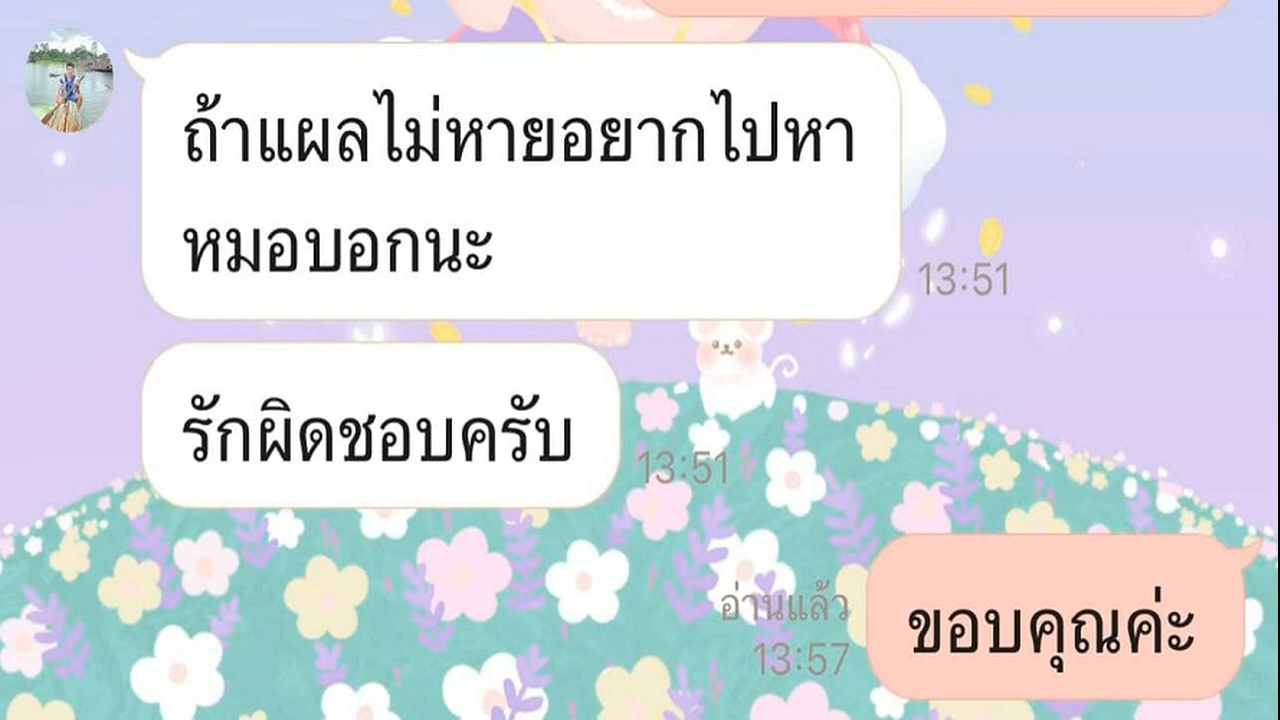 ถ้าแผลไม่หายอยากไปหา
หมอบอกนะ
13:51
รักผิดชอบครับ
13:51
อ่านแล้ว
13:57
ขอบคุณค่ะ